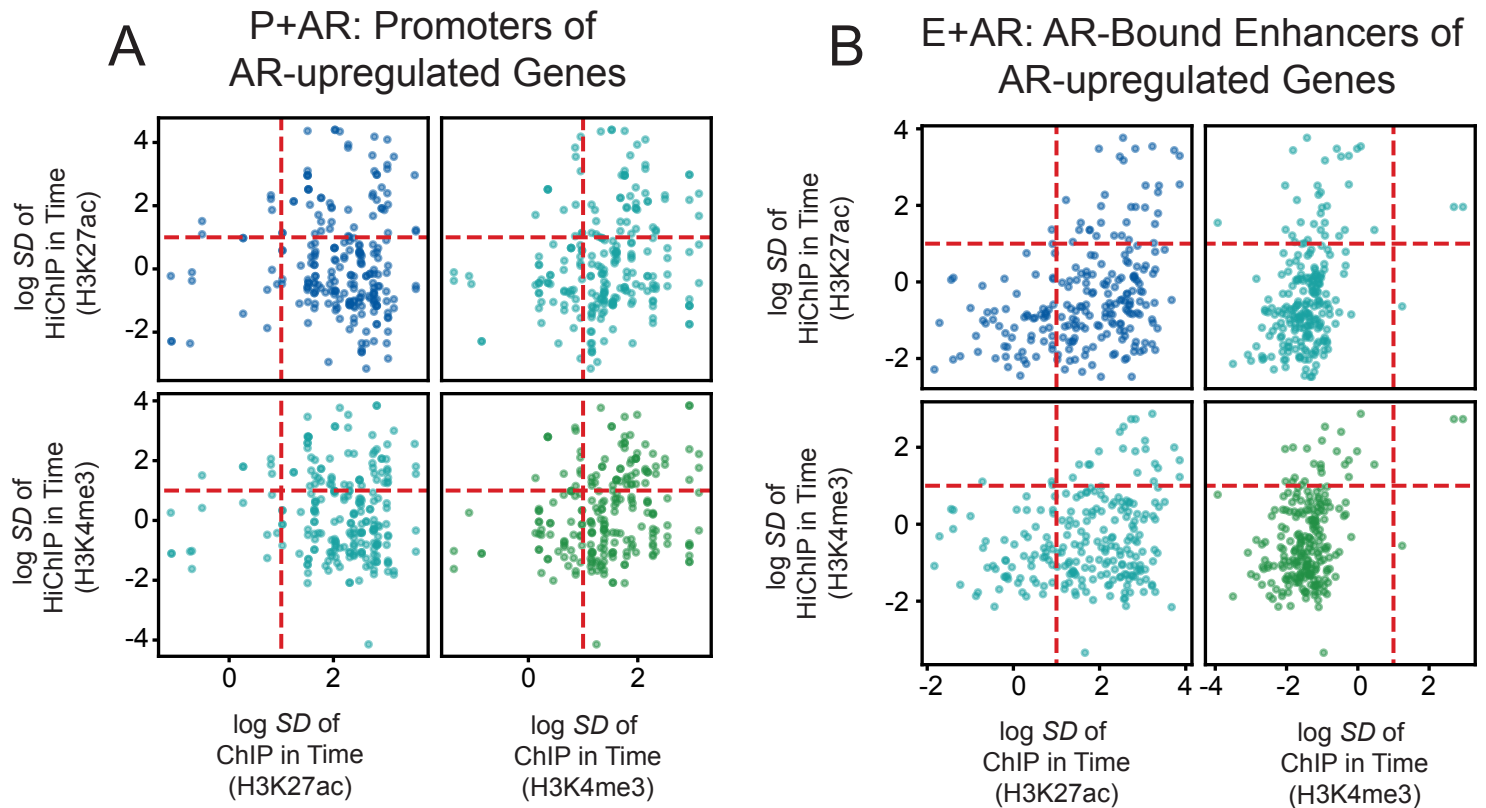 A
P+AR: Promoters of
AR-upregulated Genes
log SD of
HiChIP in Time
(H3K27ac)
4
2
0
-2
log SD of
HiChIP in Time
(H3K4me3)
4
2
0
-2
-4
0
2
0
2
log SD of
ChIP in Time
(H3K27ac)
log SD of
ChIP in Time
(H3K4me3)
B
E+AR: AR-Bound Enhancers of
AR-upregulated Genes
log SD of
HiChIP in Time
(H3K27ac)
4
2
0
-2
log SD of
HiChIP in Time
(H3K4me3)
2
0
-2
-2
0
2
4
-4
-2
0
2
log SD of
ChIP in Time
(H3K27ac)
log SD of
ChIP in Time
(H3K4me3)